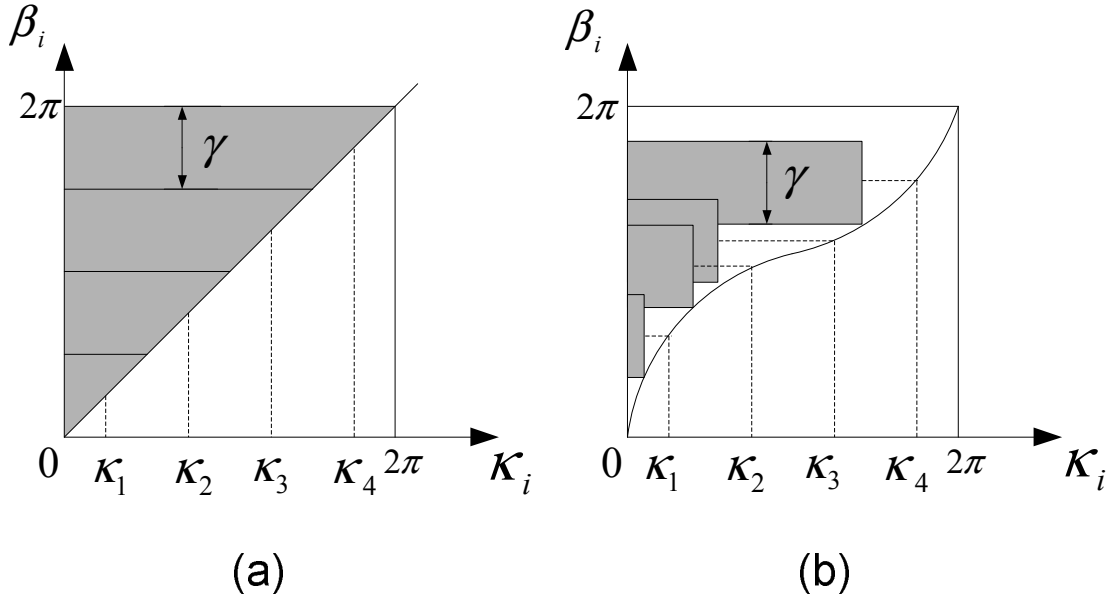 β_i β_i
2π 2π
γ γ
0 κ_1 κ_2 κ_3 κ_4 2π κ_i 0 κ_1 κ_2 κ_3 κ_4 2π κ_i
(a) (b)